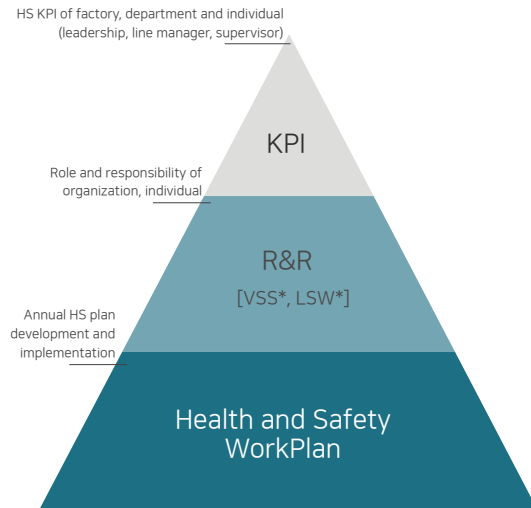 HS KPI of factory, department and individual
(leadership, line manager, supervisor)
KPI
Role and responsibility of
organization, individual
R&R
[VSS*, LSW*]
Annual HS plan
development and
implementation
Health and Safety
WorkPlan